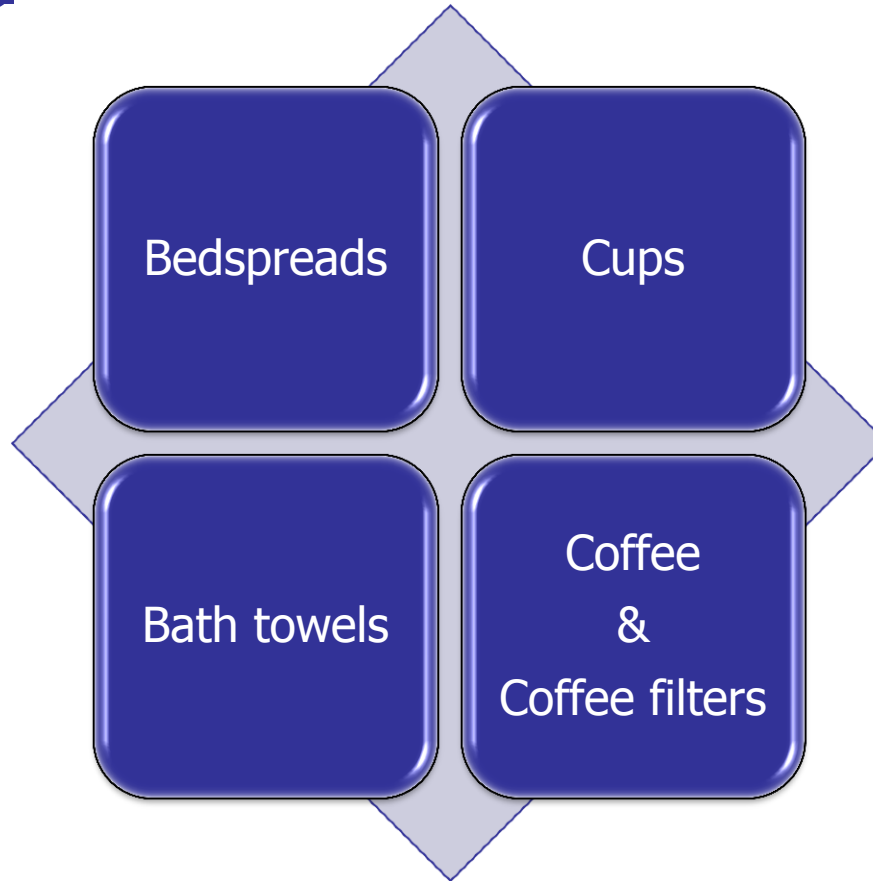 Bedspreads
Cups
Bath towels
Coffee
&
Coffee filters